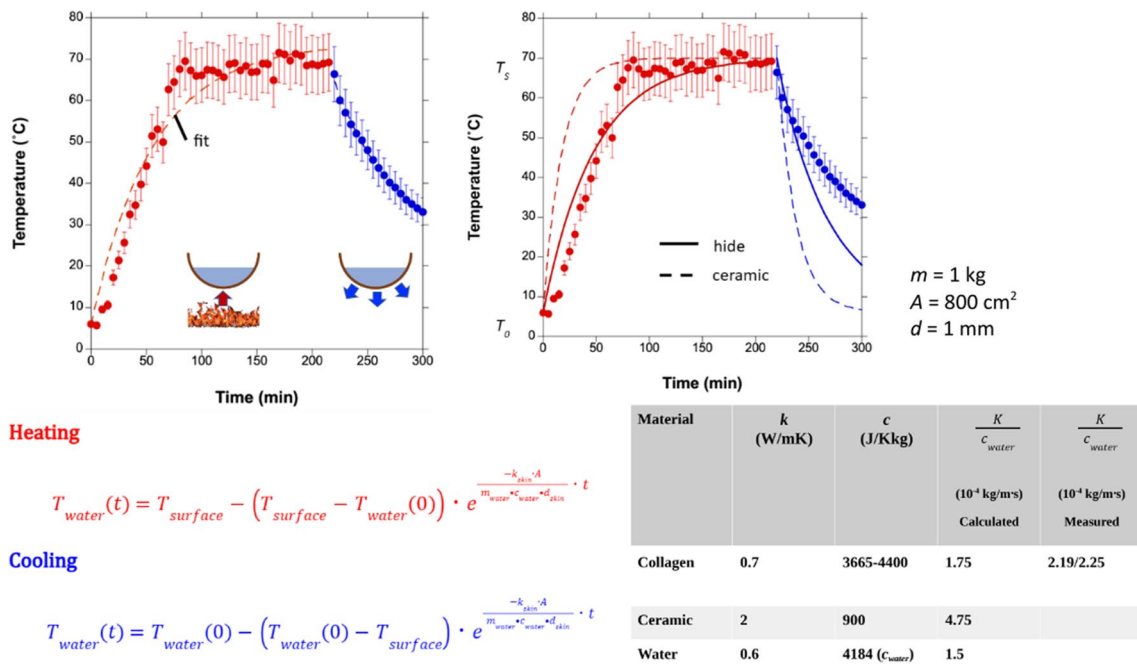 80
70
60
50
40
30
20
10
0
Temperature (˚C)
fit
0 50 100 150 200 250 300
Time (min)
80
T_s 70
60
50
40
30
20
T_o 10
0
Temperature (˚C)
hide
ceramic
0 50 100 150 200 250 300
Time (min)
m = 1 kg
A = 800 cm²
d = 1 mm
Heating
T_water(t) = T_surface − (T_surface − T_water(0)) · e^(−k_skin·A / m_water•c_water•d_skin · t)
Cooling
T_water(t) = T_water(0) − (T_water(0) − T_surface) · e^(−k_skin·A / m_water•c_water•d_skin · t)
Material k (W/mK) c (J/Kkg) K/c_water (10⁻⁴ kg/m·s) Calculated K/c_water (10⁻⁴ kg/m·s) Measured
Collagen 0.7 3665-4400 1.75 2.19/2.25
Ceramic 2 900 4.75
Water 0.6 4184 (c_water) 1.5